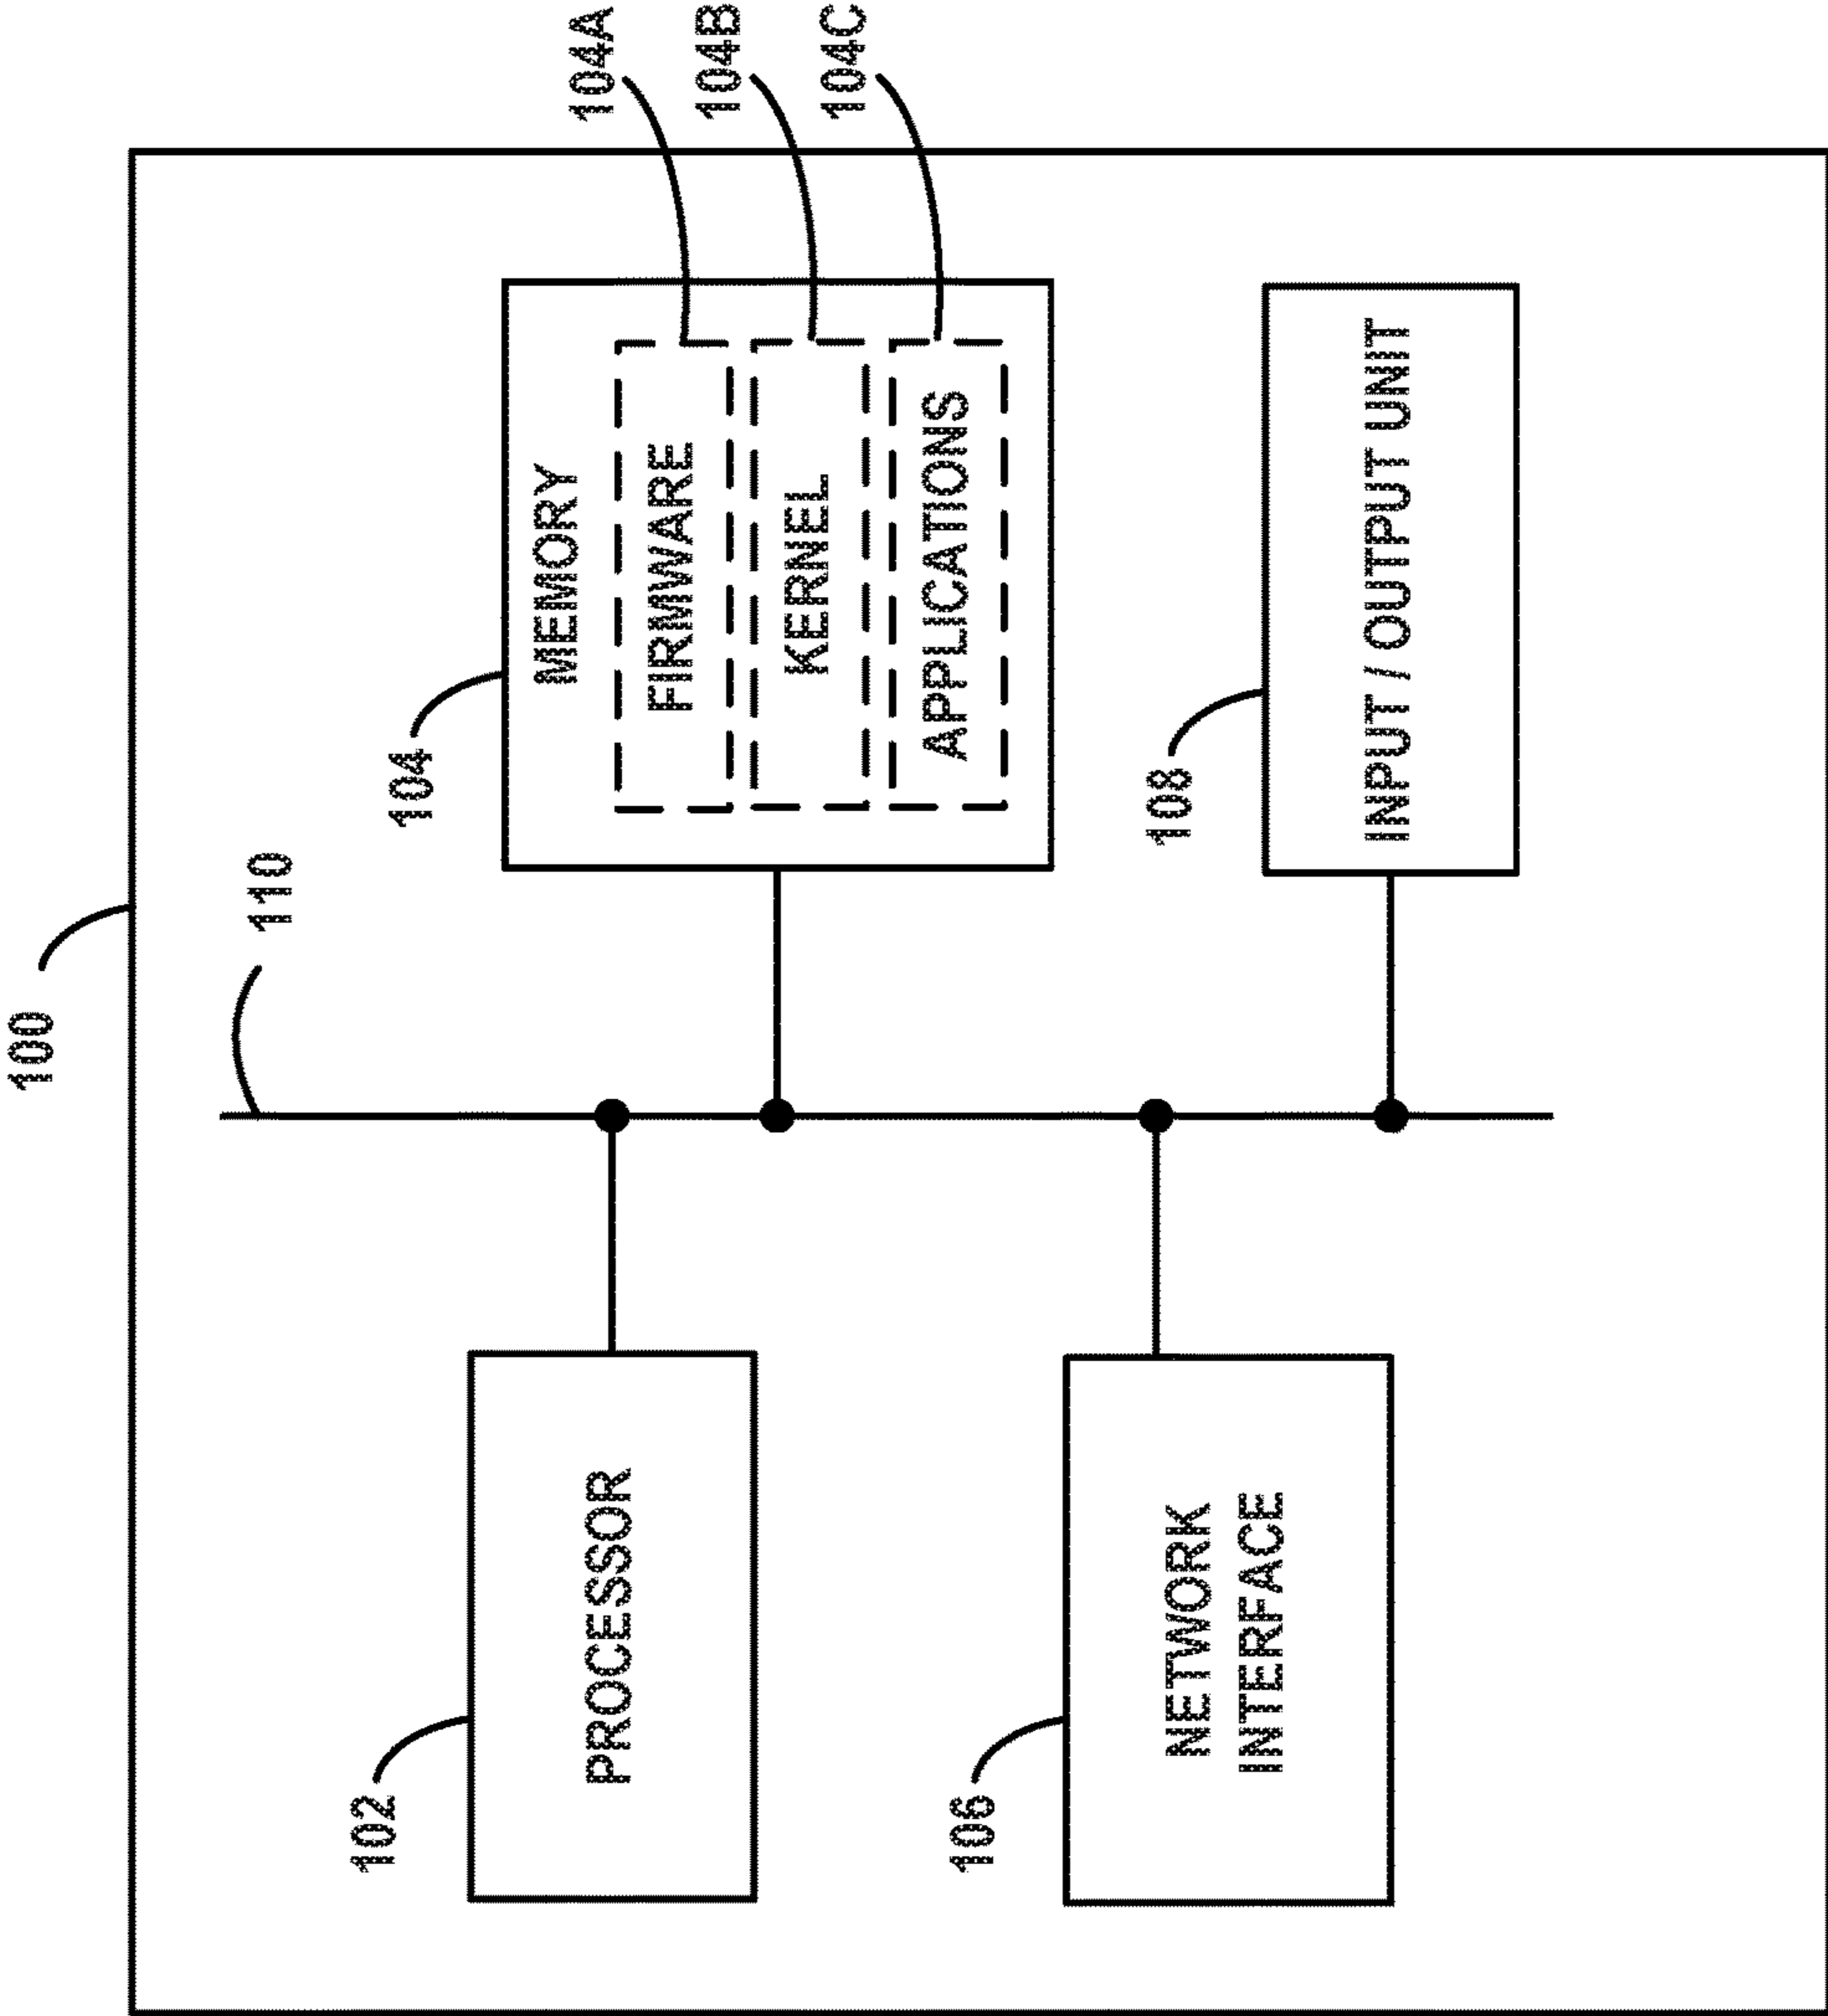 100
110
102
PROCESSOR
104
MEMORY
FIRMWARE
104A
KERNEL
104B
APPLICATIONS
104C
106
NETWORK
INTERFACE
108
INPUT / OUTPUT UNIT